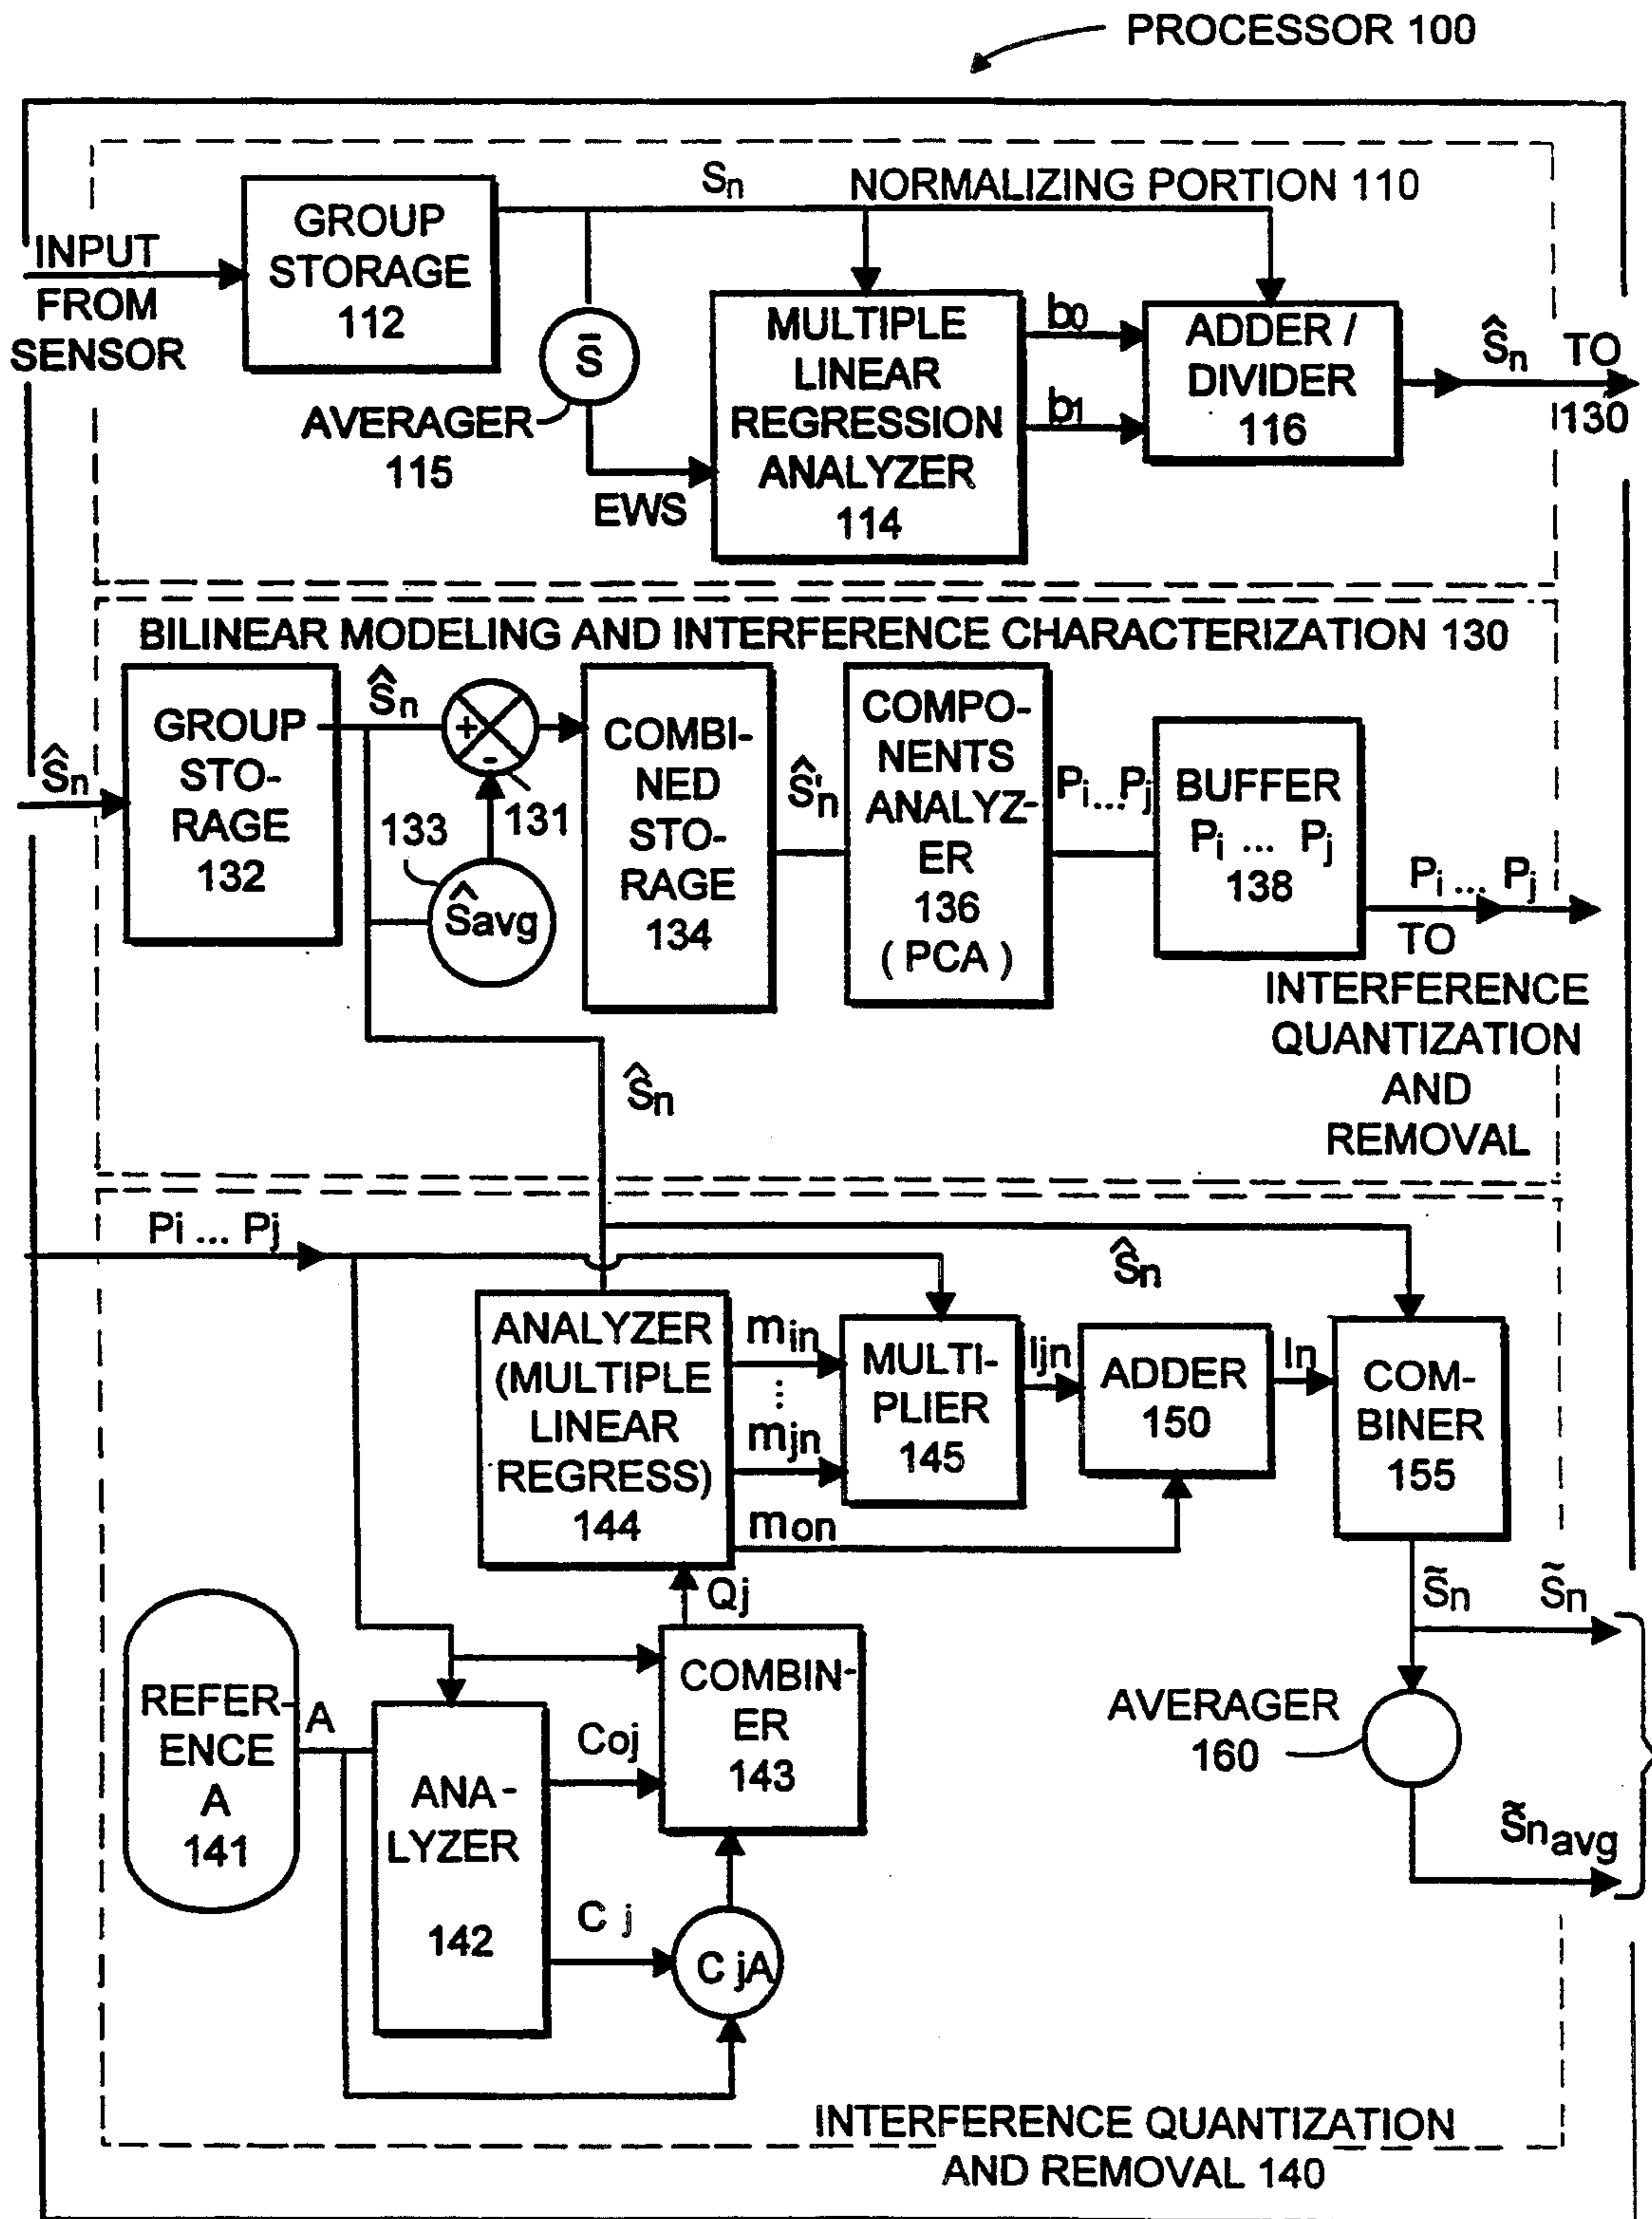 PROCESSOR 100
NORMALIZING PORTION 110
INPUT
FROM
SENSOR
GROUP
STORAGE
112
Sn
S̄
AVERAGER
115
EWS
MULTIPLE
LINEAR
REGRESSION
ANALYZER
114
b0
b1
ADDER /
DIVIDER
116
Ŝn TO
130
BILINEAR MODELING AND INTERFERENCE CHARACTERIZATION 130
Ŝn
GROUP
STO-
RAGE
132
Ŝn
+
-
131
133
Ŝavg
COMBI-
NED
STO-
RAGE
134
Ŝ'n
COMPO-
NENTS
ANALYZ-
ER
136
( PCA )
Pi...Pj
BUFFER
Pi ... Pj
138
Pi ... Pj
TO
INTERFERENCE
QUANTIZATION
AND
REMOVAL
Ŝn
Pi ... Pj
Ŝn
ANALYZER
(MULTIPLE
LINEAR
REGRESS)
144
min
⋮
mjn
mon
MULTI-
PLIER
145
Ijn
ADDER
150
In
COM-
BINER
155
S̃n
S̃n
Qj
REFER-
ENCE
A
141
A
ANA-
LYZER
142
Coj
C j
COMBIN-
ER
143
C jA
AVERAGER
160
S̃navg
INTERFERENCE QUANTIZATION
AND REMOVAL 140